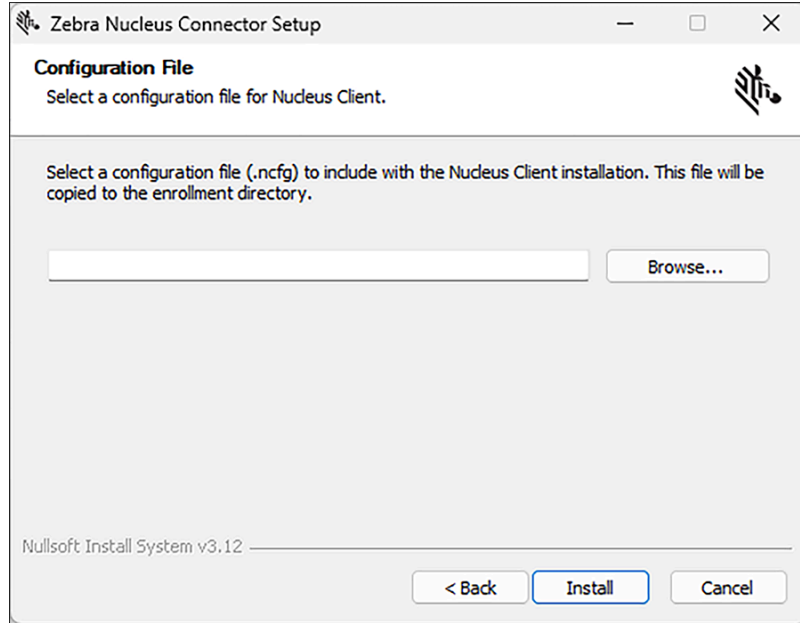 Zebra Nucleus Connector Setup
Configuration File
Select a configuration file for Nucleus Client.
Select a configuration file (.ncfg) to include with the Nucleus Client installation. This file will be
copied to the enrollment directory.
Browse...
Nullsoft Install System v3.12
< Back
Install
Cancel